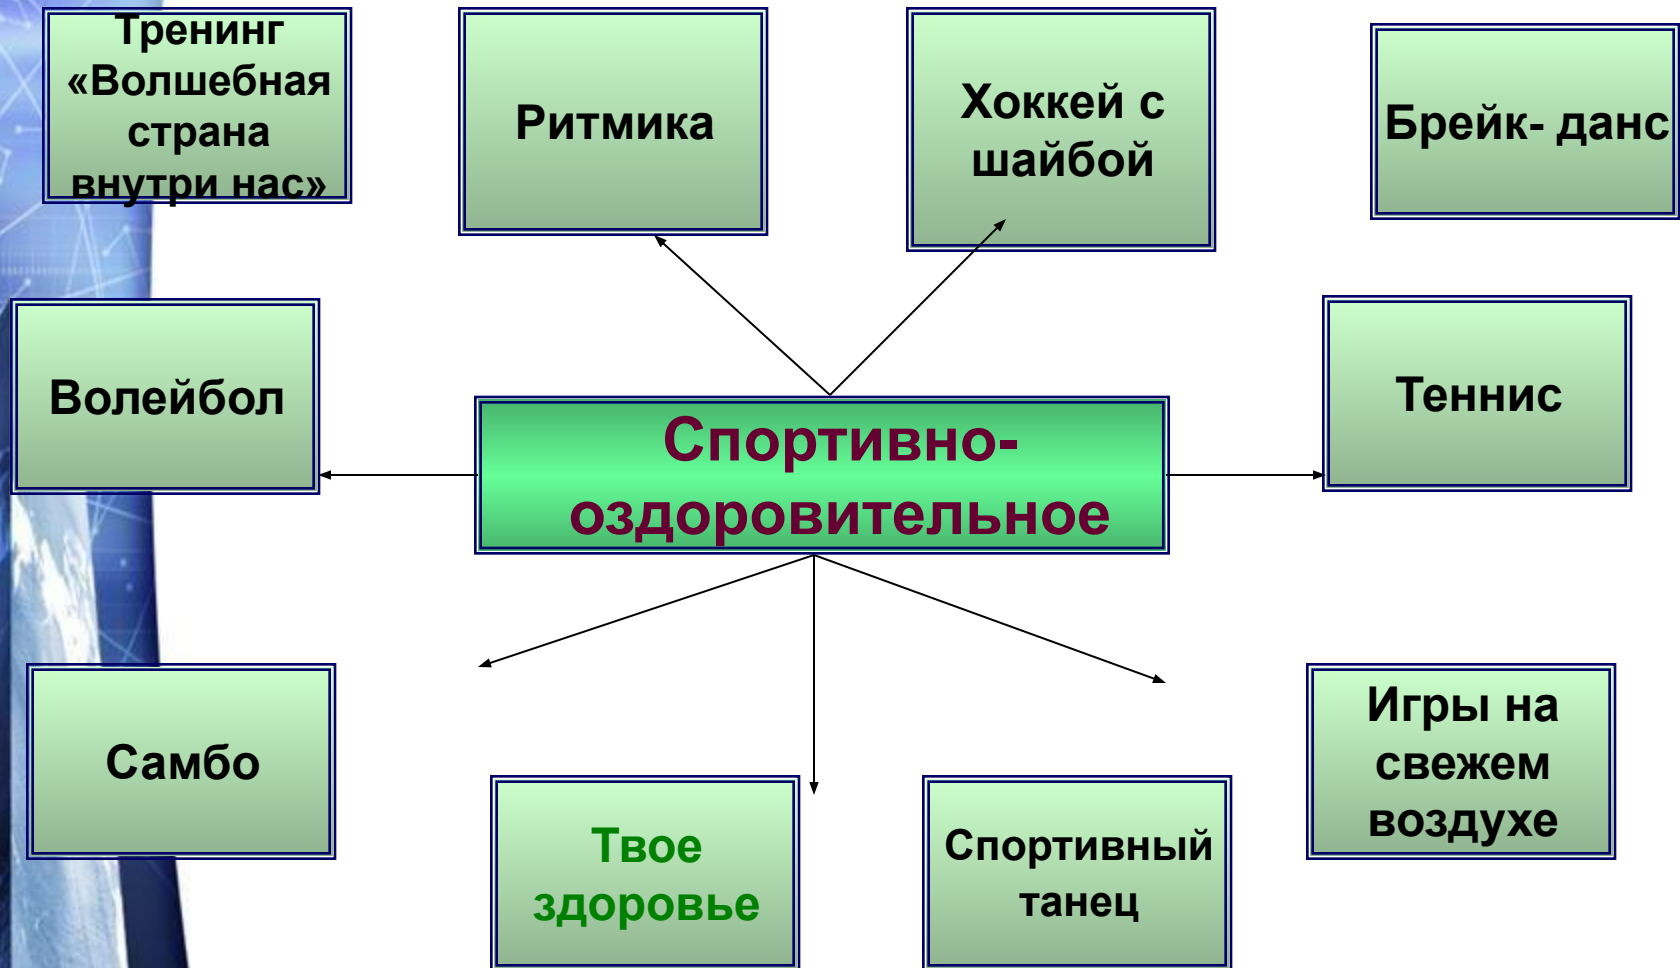 Тренинг
«Волшебная
страна
внутри нас»
Ритмика
Хоккей с
шайбой
Брейк- данс
Волейбол
Теннис
Спортивно-
оздоровительное
Самбо
Твое
здоровье
Спортивный
танец
Игры на
свежем
воздухе